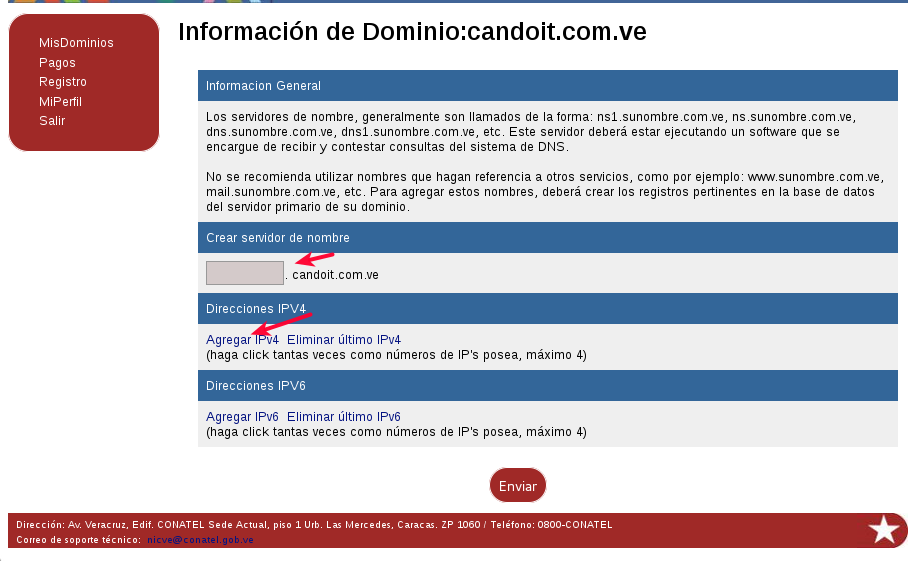 Información de Dominio:candoit.com.ve
MisDominios
Pagos
Registro
MiPerfil
Salir
Informacion General
Los servidores de nombre, generalmente son llamados de la forma: ns1.sunombre.com.ve, ns.sunombre.com.ve,
dns.sunombre.com.ve, dns1.sunombre.com.ve, etc. Este servidor deberá estar ejecutando un software que se
encargue de recibir y contestar consultas del sistema de DNS.
No se recomienda utilizar nombres que hagan referencia a otros servicios, como por ejemplo: www.sunombre.com.ve,
mail.sunombre.com.ve, etc. Para agregar estos nombres, deberá crear los registros pertinentes en la base de datos
del servidor primario de su dominio.
Crear servidor de nombre
. candoit.com.ve
Direcciones IPV4
Agregar IPv4 Eliminar último IPv4
(haga click tantas veces como números de IP's posea, máximo 4)
Direcciones IPV6
Agregar IPv6 Eliminar último IPv6
(haga click tantas veces como números de IP's posea, máximo 4)
Enviar
Dirección: Av. Veracruz, Edif. CONATEL Sede Actual, piso 1 Urb. Las Mercedes, Caracas. ZP 1060 / Teléfono: 0800-CONATEL
Correo de soporte técnico: nicve@conatel.gob.ve